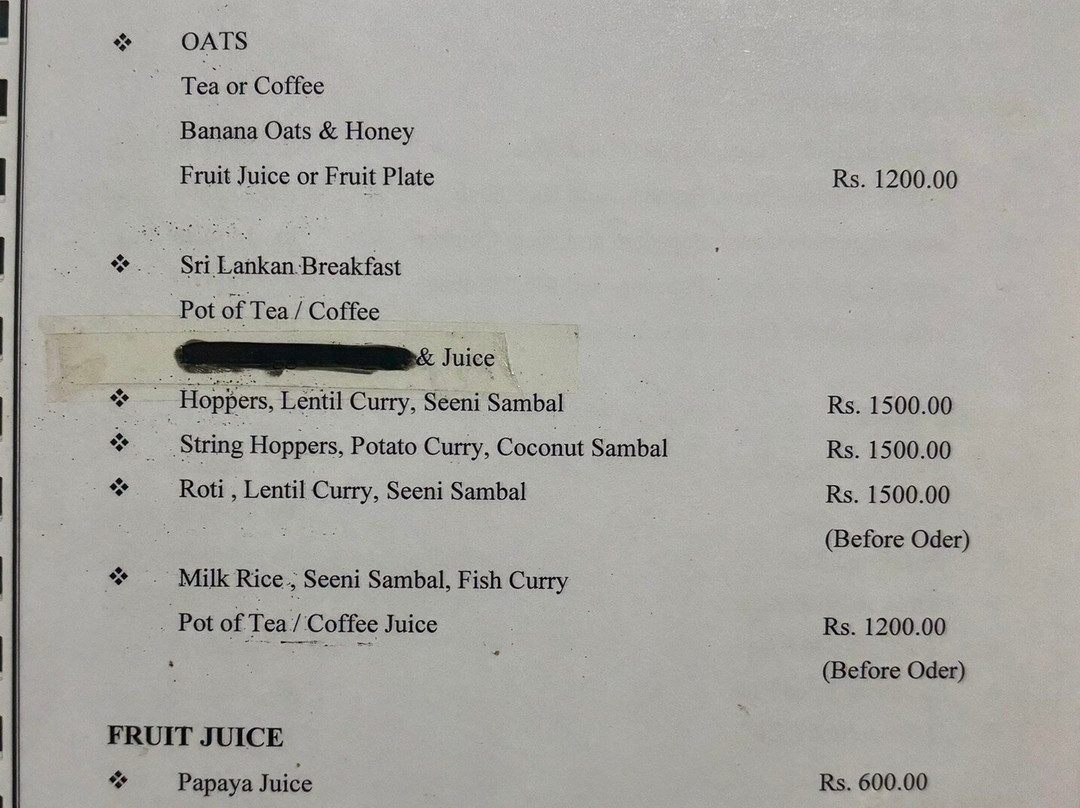 ❖ OATS
Tea or Coffee
Banana Oats & Honey
Fruit Juice or Fruit Plate Rs. 1200.00
❖ Sri Lankan Breakfast
Pot of Tea / Coffee
& Juice
❖ Hoppers, Lentil Curry, Seeni Sambal Rs. 1500.00
❖ String Hoppers, Potato Curry, Coconut Sambal Rs. 1500.00
❖ Roti , Lentil Curry, Seeni Sambal Rs. 1500.00
(Before Oder)
❖ Milk Rice , Seeni Sambal, Fish Curry
Pot of Tea / Coffee Juice Rs. 1200.00
(Before Oder)
FRUIT JUICE
❖ Papaya Juice Rs. 600.00